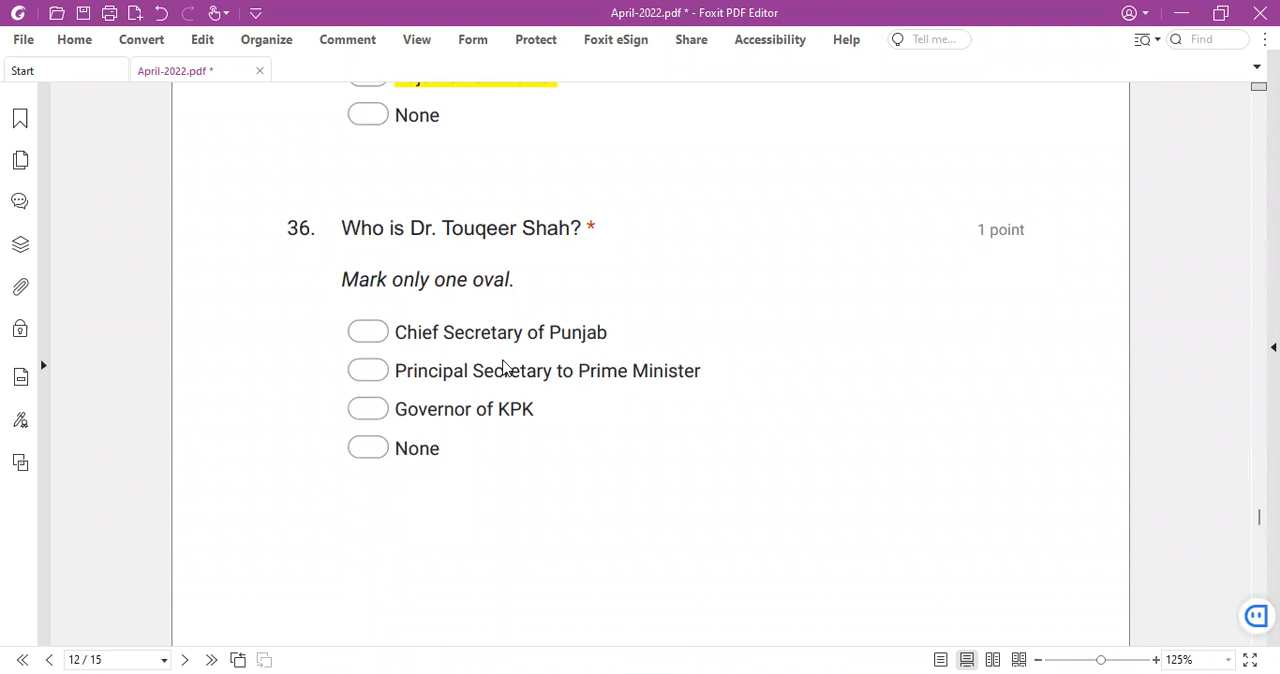 April-2022.pdf * - Foxit PDF Editor
File Home Convert Edit Organize Comment View Form Protect Foxit eSign Share Accessibility Help Tell me... Find
Start April-2022.pdf *
None
36. Who is Dr. Touqeer Shah? * 1 point
Mark only one oval.
Chief Secretary of Punjab
Principal Secretary to Prime Minister
Governor of KPK
None
12 / 15 125%